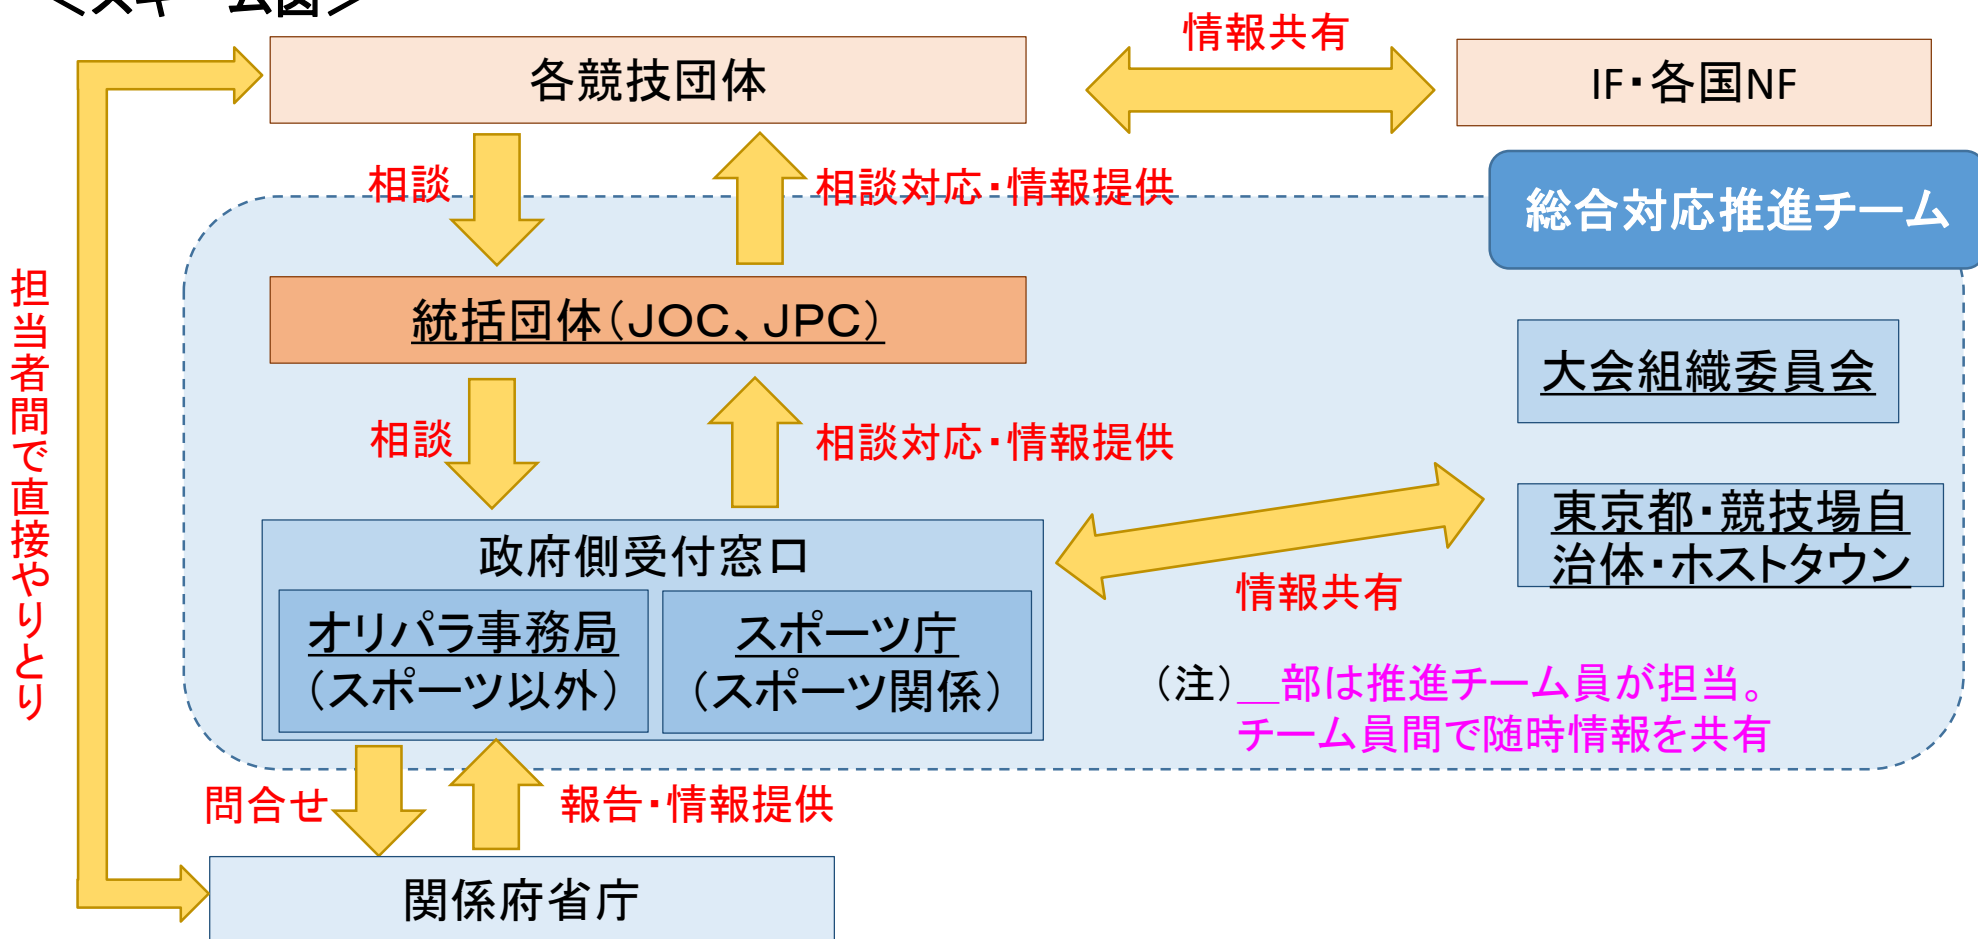 ＜スキーム図＞
各競技団体
情報共有
IF・各国NF
相談
相談対応・情報提供
総合対応推進チーム
担当者間で直接やりとり
統括団体（JOC、JPC）
大会組織委員会
相談
相談対応・情報提供
東京都・競技場自
治体・ホストタウン
政府側受付窓口
情報共有
オリパラ事務局
（スポーツ以外）
スポーツ庁
（スポーツ関係）
（注）__部は推進チーム員が担当。
チーム員間で随時情報を共有
問合せ
報告・情報提供
関係府省庁